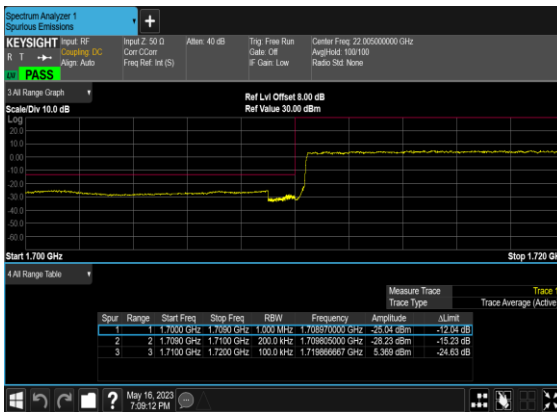 Spectrum Analyzer 1
Spurious Emissions
KEYSIGHT
R T
LXI PASS
Input: RF
Coupling: DC
Align: Auto
Input Z: 50 Ω
Corr CCorr
Freq Ref: Int (S)
Atten: 40 dB
Trig: Free Run
Gate: Off
IF Gain: Low
Center Freq: 22.005000000 GHz
Avg|Hold: 100/100
Radio Std: None
3 All Range Graph
Scale/Div 10.0 dB
Ref Lvl Offset 8.00 dB
Ref Value 30.00 dBm
Log
20.0
10.0
0.00
-10.0
-20.0
-30.0
-40.0
-50.0
-60.0
Start 1.700 GHz
Stop 1.720 GH
4 All Range Table
Measure Trace Trace 1
Trace Type Trace Average (Active
Spur Range Start Freq Stop Freq RBW Frequency Amplitude ΔLimit
1 1 1.7000 GHz 1.7090 GHz 1.000 MHz 1.708970000 GHz -25.04 dBm -12.04 dB
2 2 1.7090 GHz 1.7100 GHz 200.0 kHz 1.709805000 GHz -28.23 dBm -15.23 dB
3 3 1.7100 GHz 1.7200 GHz 100.0 kHz 1.719866667 GHz 5.369 dBm -24.63 dB
?
May 16, 2023
7:09:12 PM